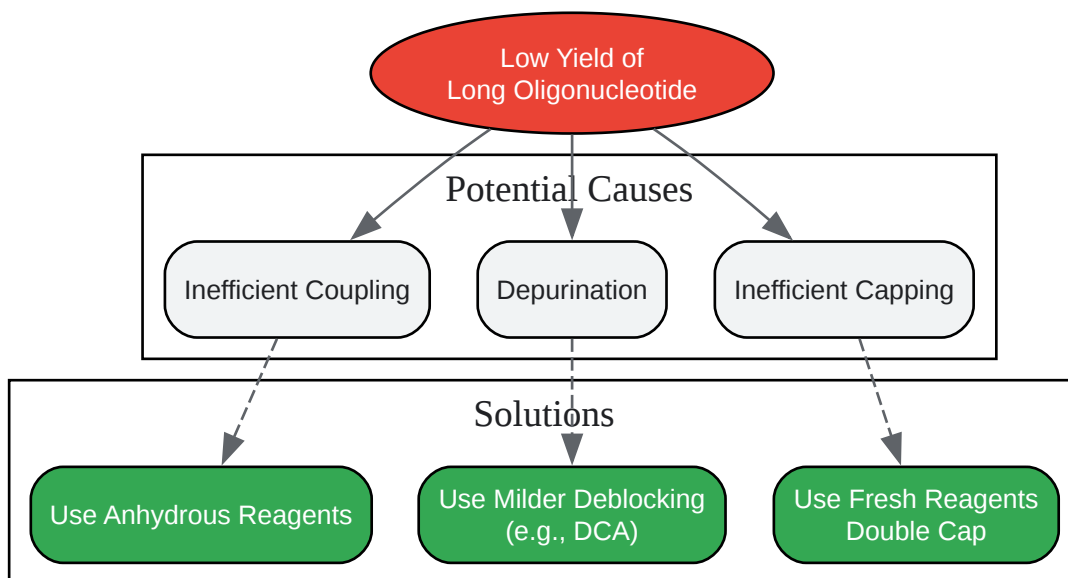 Low Yield of
Long Oligonucleotide
Potential Causes
Inefficient Coupling
Depurination
Inefficient Capping
Solutions
Use Anhydrous Reagents
Use Milder Deblocking
(e.g., DCA)
Use Fresh Reagents
Double Cap